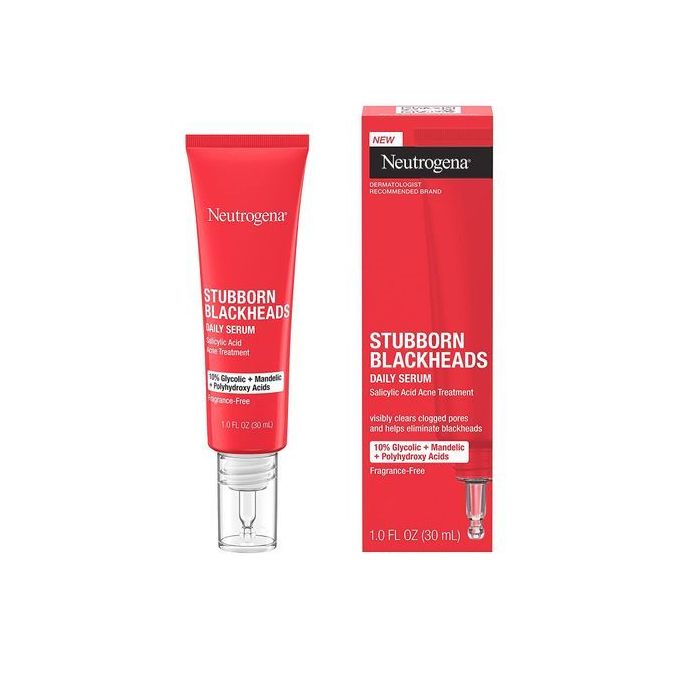 Neutrogena®
STUBBORN
BLACKHEADS
DAILY SERUM
Salicylic Acid
Acne Treatment
10% Glycolic + Mandelic
+ Polyhydroxy Acids
Fragrance-Free
1.0 FL OZ (30 mL)
NEW
Neutrogena®
DERMATOLOGIST
RECOMMENDED BRAND
STUBBORN
BLACKHEADS
DAILY SERUM
Salicylic Acid Acne Treatment
visibly clears clogged pores
and helps eliminate blackheads
10% Glycolic + Mandelic
+ Polyhydroxy Acids
Fragrance-Free
1.0 FL OZ (30 mL)